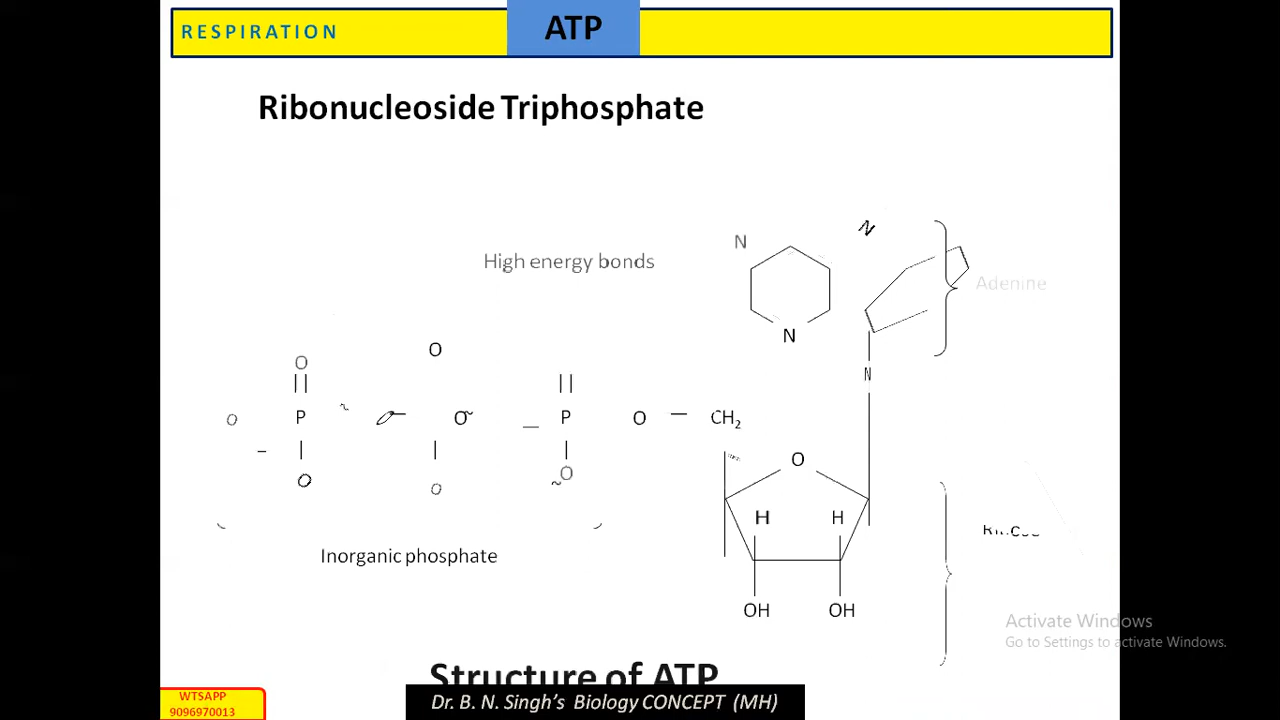 RESPIRATION
ATP
Ribonucleoside Triphosphate
N
N
High energy bonds
Adenine
N
O
O
N
O P O O P O CH2
O
O
O
O
H H
Inorganic phosphate
OH OH
Activate Windows
Go to Settings to activate Windows.
Structure of ATP
WTSAPP
9096970013
Dr. B. N. Singh's Biology CONCEPT (MH)